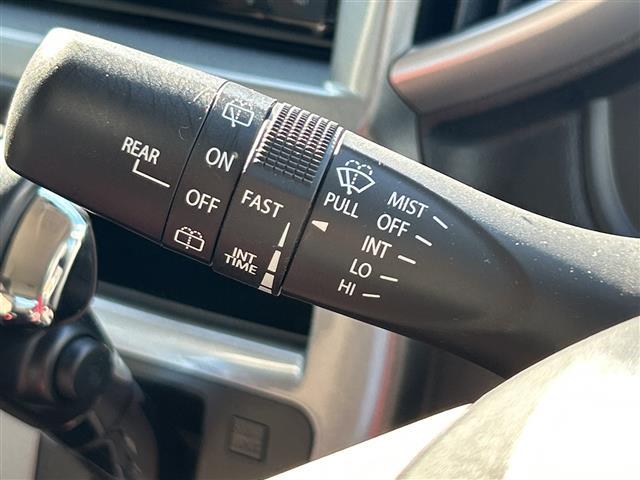 REAR
ON
OFF
FAST
INT
TIME
PULL
MIST
OFF
INT
LO
HI